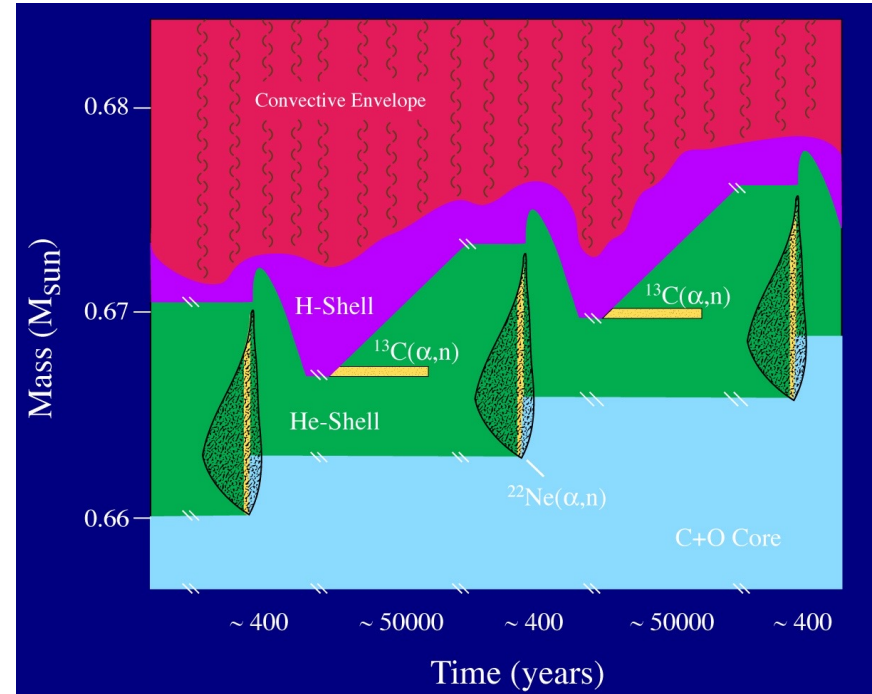 Convective Envelope
0.68
0.67
H-Shell
¹³C(α,n)
¹³C(α,n)
He-Shell
²²Ne(α,n)
0.66
C+O Core
Mass (M_sun)
~ 400 ~ 50000 ~ 400 ~ 50000 ~ 400
Time (years)